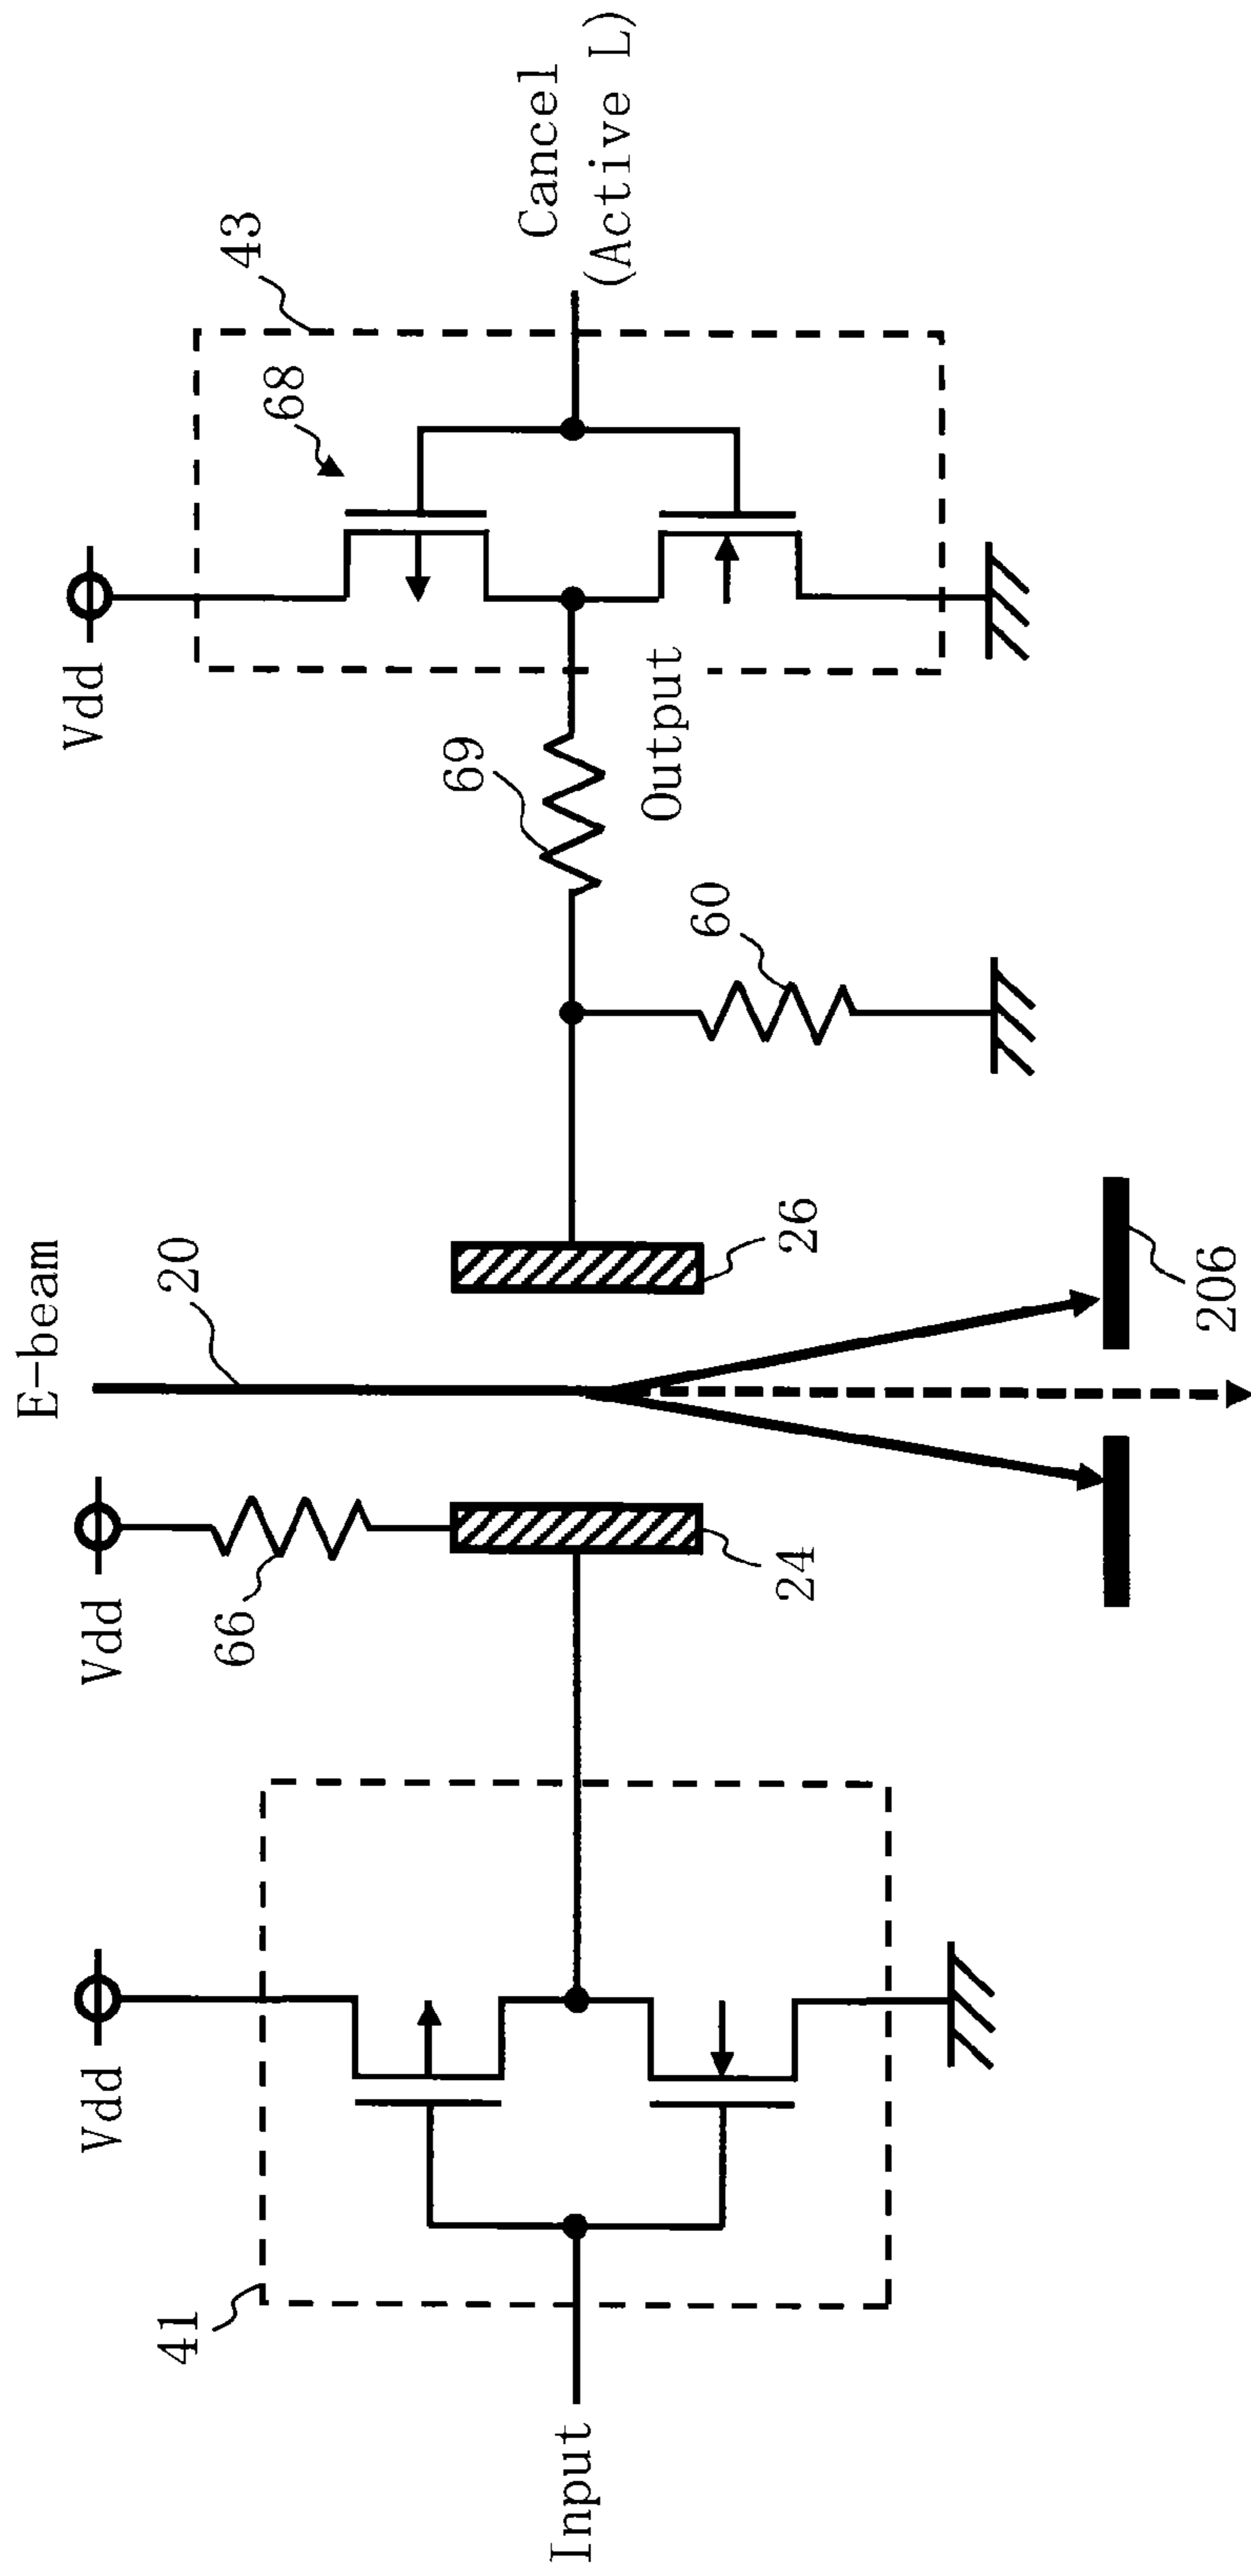 E-beam
Vdd
Vdd
Vdd
41
20
66
43
68
69
Cancel
(Active L)
Input
Output
60
24
26
206